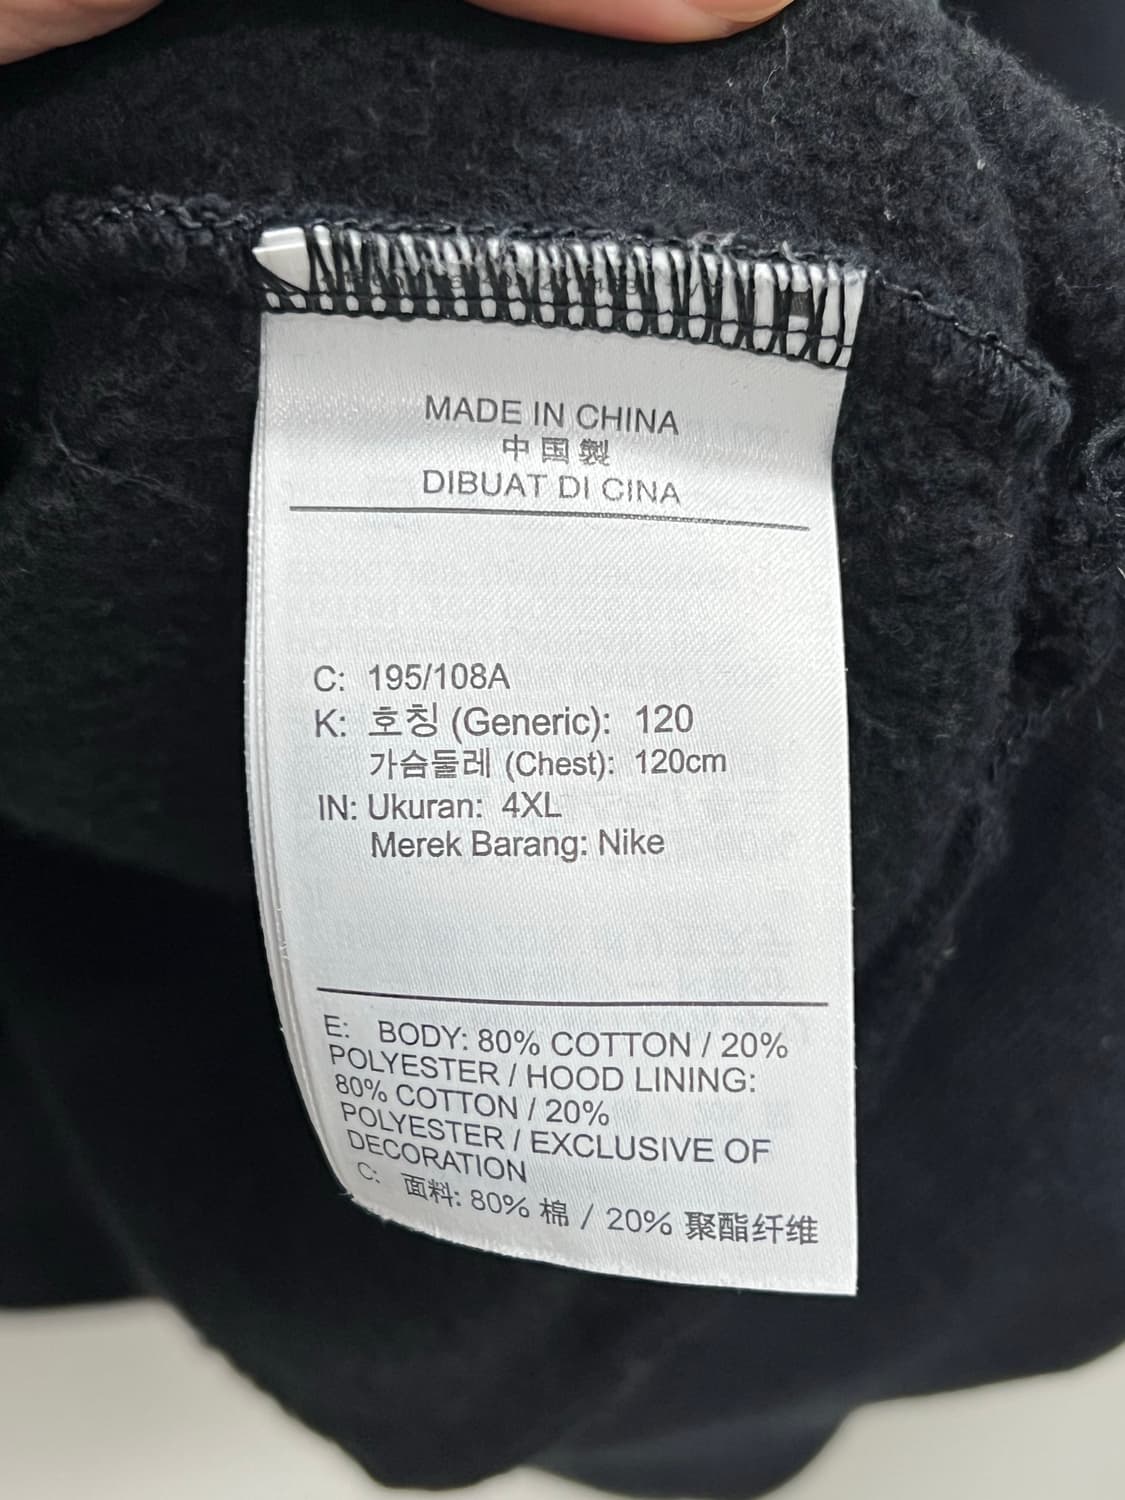 MADE IN CHINA
中国製
DIBUAT DI CINA
C: 195/108A
K: 호칭 (Generic): 120
가슴둘레 (Chest): 120cm
IN: Ukuran: 4XL
Merek Barang: Nike
E: BODY: 80% COTTON / 20%
POLYESTER / HOOD LINING:
80% COTTON / 20%
POLYESTER / EXCLUSIVE OF
DECORATION
C: 面料: 80% 棉 / 20% 聚酯纤维